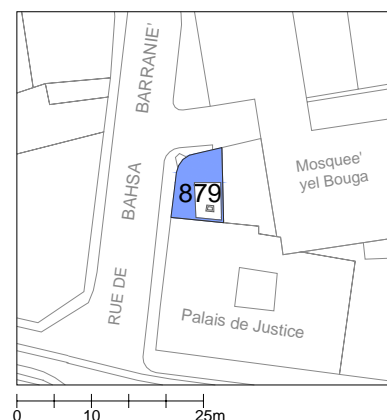 RUE DE BAHSA BARRANIE'
879
Mosquee'
yel Bouga
Palais de Justice
0 10 25m